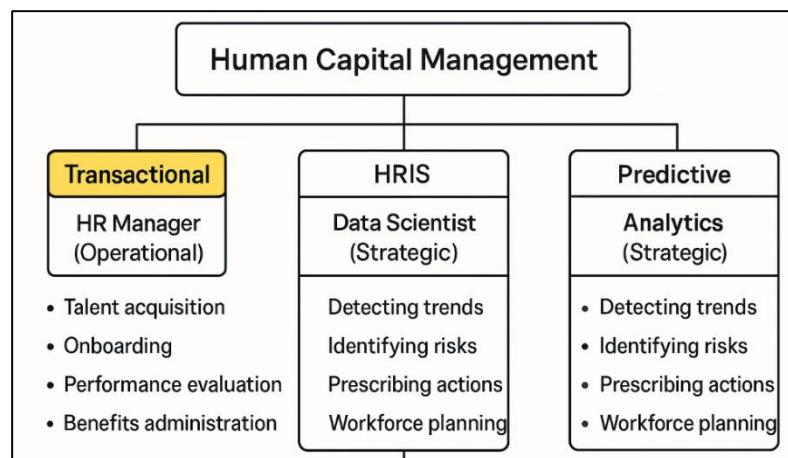 Human Capital Management
Transactional
HR Manager
(Operational)
• Talent acquisition
• Onboarding
• Performance evaluation
• Benefits administration
HRIS
Data Scientist
(Strategic)
Detecting trends
Identifying risks
Prescribing actions
Workforce planning
Predictive
Analytics
(Strategic)
• Detecting trends
• Identifying risks
• Prescribing actions
• Workforce planning